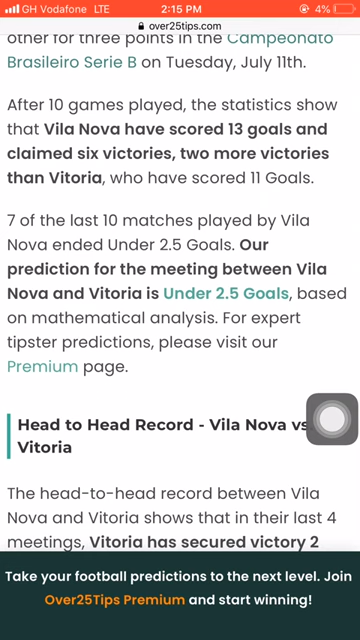 GH Vodafone LTE 2:15 PM 4%
over25tips.com
other for three points in the Campeonato
Brasileiro Serie B on Tuesday, July 11th.
After 10 games played, the statistics show
that Vila Nova have scored 13 goals and
claimed six victories, two more victories
than Vitoria, who have scored 11 Goals.
7 of the last 10 matches played by Vila
Nova ended Under 2.5 Goals. Our
prediction for the meeting between Vila
Nova and Vitoria is Under 2.5 Goals, based
on mathematical analysis. For expert
tipster predictions, please visit our
Premium page.
Head to Head Record - Vila Nova vs
Vitoria
The head-to-head record between Vila
Nova and Vitoria shows that in their last 4
meetings, Vitoria has secured victory 2
Take your football predictions to the next level. Join
Over25Tips Premium and start winning!